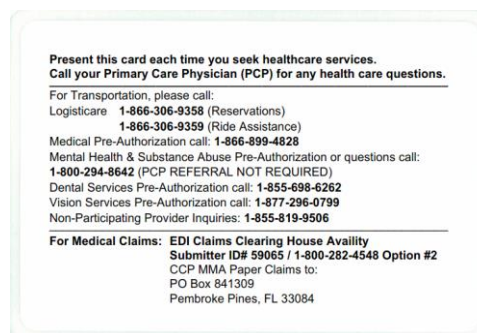 Present this card each time you seek healthcare services.
Call your Primary Care Physician (PCP) for any health care questions.
For Transportation, please call:
Logisticare 1-866-306-9358 (Reservations)
1-866-306-9359 (Ride Assistance)
Medical Pre-Authorization call: 1-866-899-4828
Mental Health & Substance Abuse Pre-Authorization or questions call:
1-800-294-8642 (PCP REFERRAL NOT REQUIRED)
Dental Services Pre-Authorization call: 1-855-698-6262
Vision Services Pre-Authorization call: 1-877-296-0799
Non-Participating Provider Inquiries: 1-855-819-9506
For Medical Claims: EDI Claims Clearing House Availity
Submitter ID# 59065 / 1-800-282-4548 Option #2
CCP MMA Paper Claims to:
PO Box 841309
Pembroke Pines, FL 33084